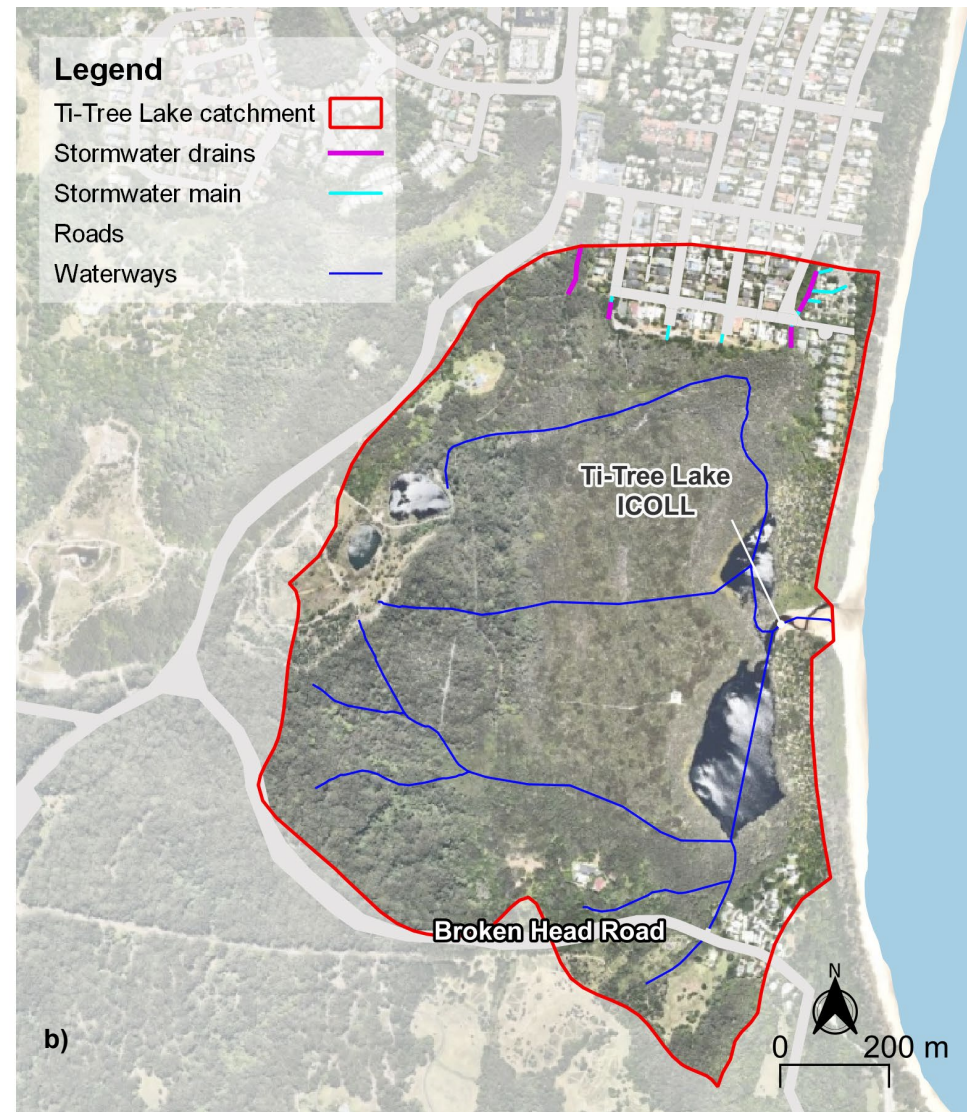 Legend
Ti-Tree Lake catchment
Stormwater drains
Stormwater main
Roads
Waterways
Ti-Tree Lake
ICOLL
Broken Head Road
b)
N
0 200 m